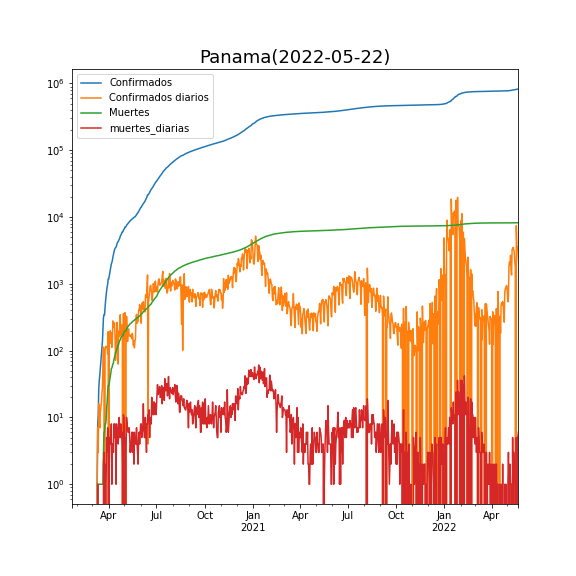 Panama(2022-05-22)
Confirmados
Confirmados diarios
Muertes
muertes_diarias
10^6
10^5
10^4
10^3
10^2
10^1
10^0
Apr Jul Oct Jan Apr Jul Oct Jan Apr
2021 2022